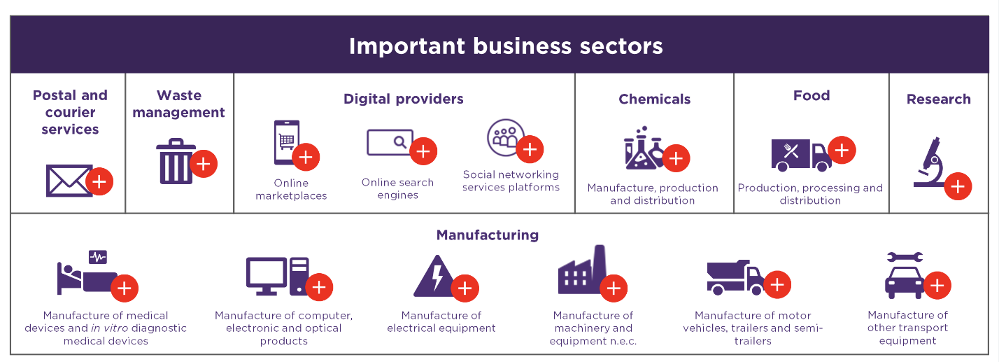 Important business sectors
Postal and
courier
services
Waste
management
Digital providers
Online
marketplaces
Online search
engines
Social networking
services platforms
Chemicals
Manufacture, production
and distribution
Food
Production, processing and
distribution
Research
Manufacturing
Manufacture of medical
devices and in vitro diagnostic
medical devices
Manufacture of computer,
electronic and optical
products
Manufacture of
electrical equipment
Manufacture of
machinery and
equipment n.e.c.
Manufacture of motor
vehicles, trailers and semi-
trailers
Manufacture of
other transport
equipment